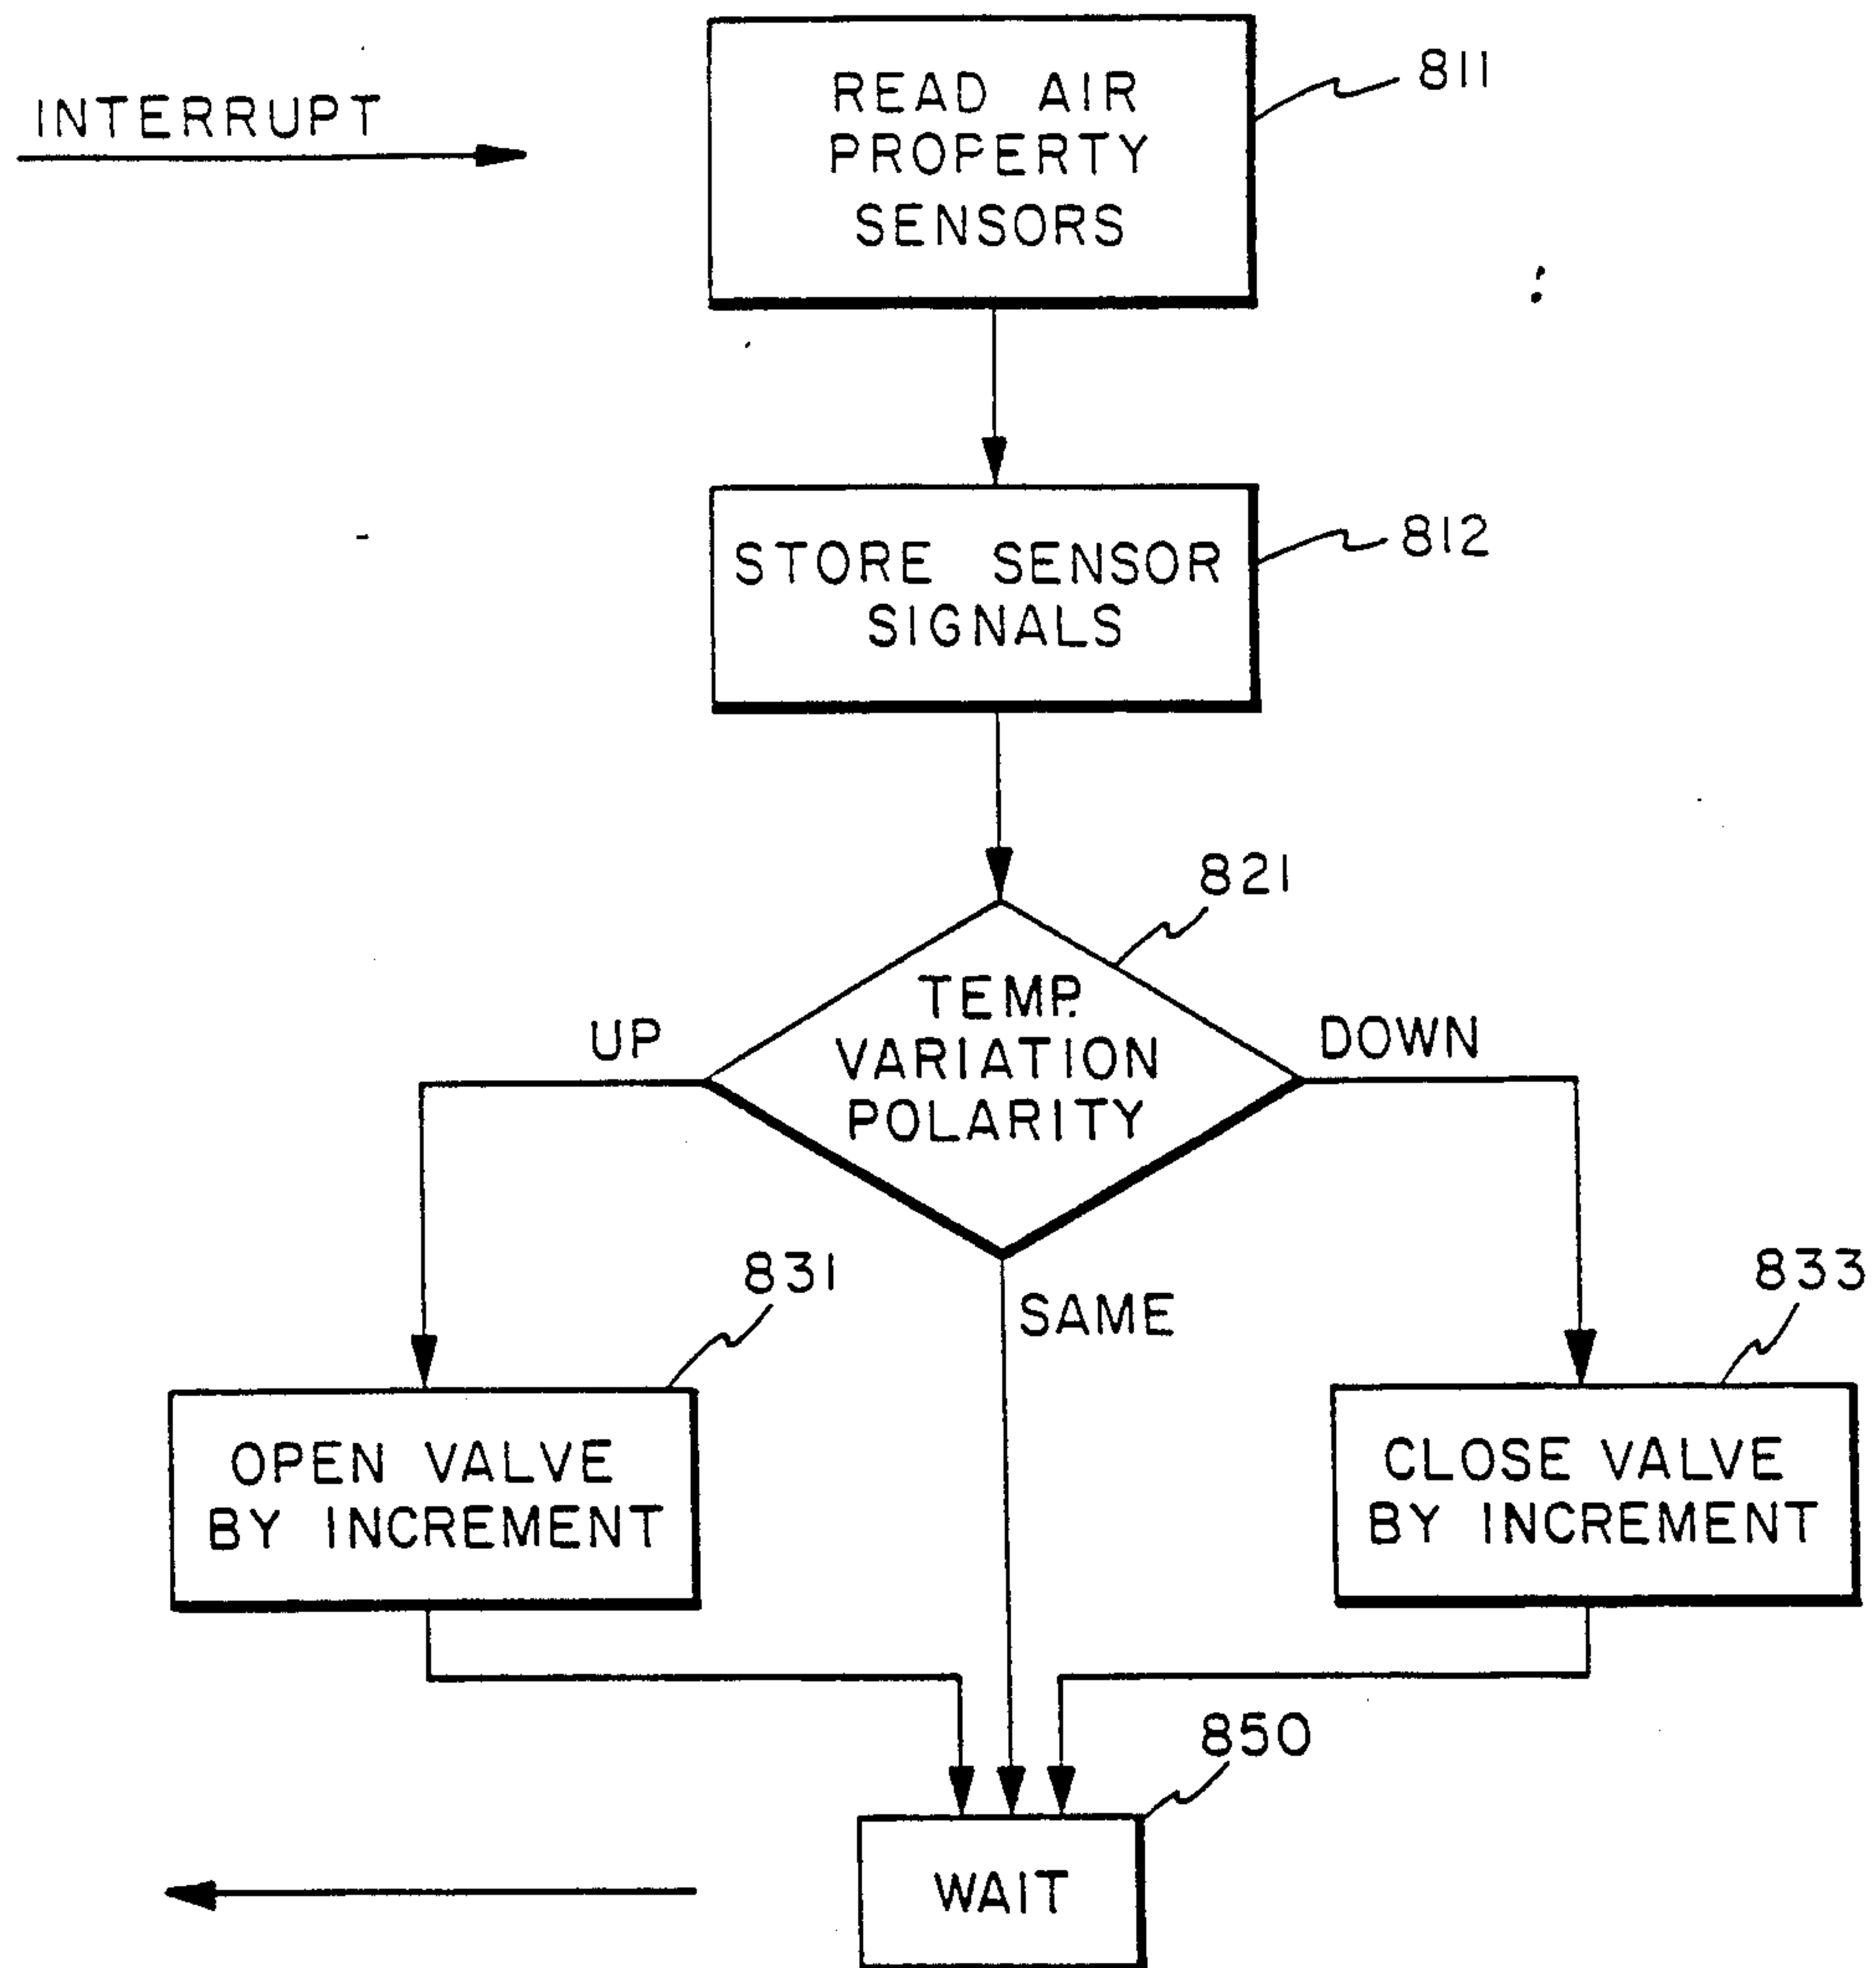 INTERRUPT
READ AIR
PROPERTY
SENSORS
811
STORE SENSOR
SIGNALS
812
821
TEMP.
VARIATION
POLARITY
UP
DOWN
SAME
831
833
OPEN VALVE
BY INCREMENT
CLOSE VALVE
BY INCREMENT
850
WAIT